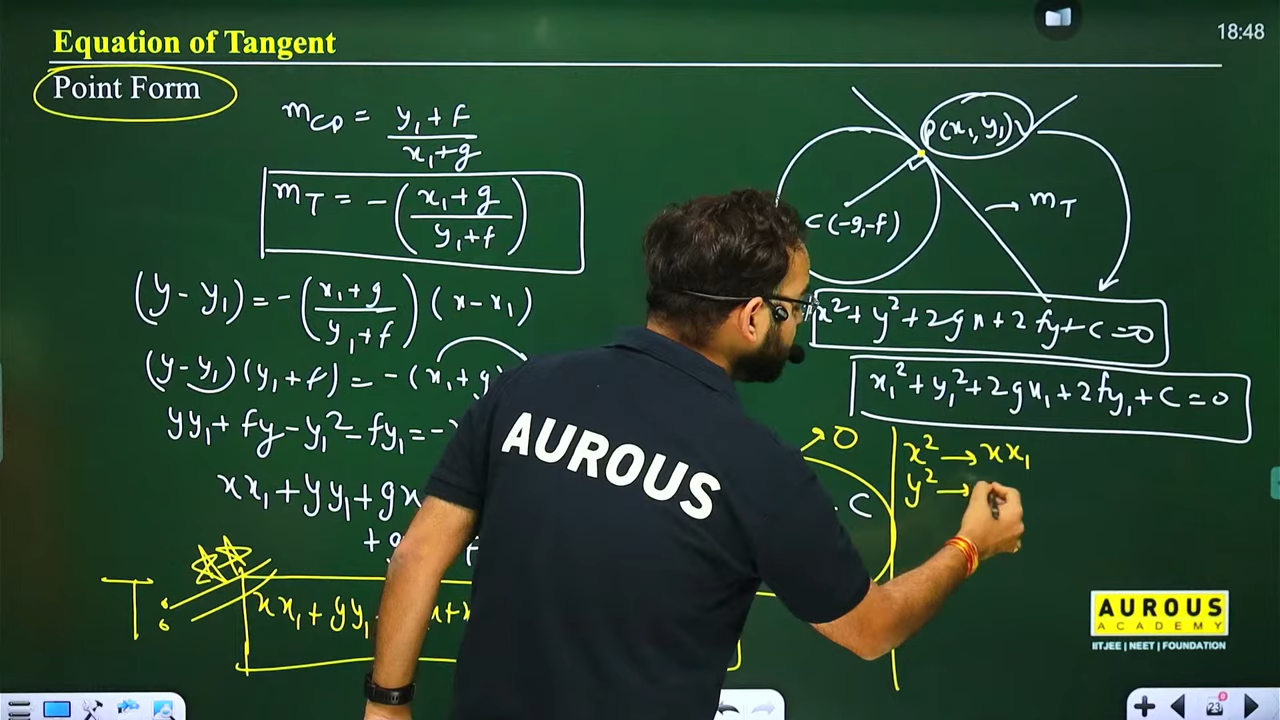 18:48
Equation of Tangent
Point Form
m_CP = (y₁ + f)/(x₁ + g)
m_T = -((x₁ + g)/(y₁ + f))
(y - y₁) = -((x₁ + g)/(y₁ + f)) (x - x₁)
(y - y₁)(y₁ + f) = -(x₁ + g)
yy₁ + fy - y₁² - fy₁ = -
xx₁ + yy₁ + gx
+ g
T :
xx₁ + yy₁
+ x
P(x₁, y₁)
C(-g, -f)
→ m_T
x² + y² + 2gx + 2fy + c = 0
x₁² + y₁² + 2gx₁ + 2fy₁ + c = 0
→ 0
. C
x² → xx₁
y² →
AUROUS
AUROUS
ACADEMY
IITJEE | NEET | FOUNDATION
23